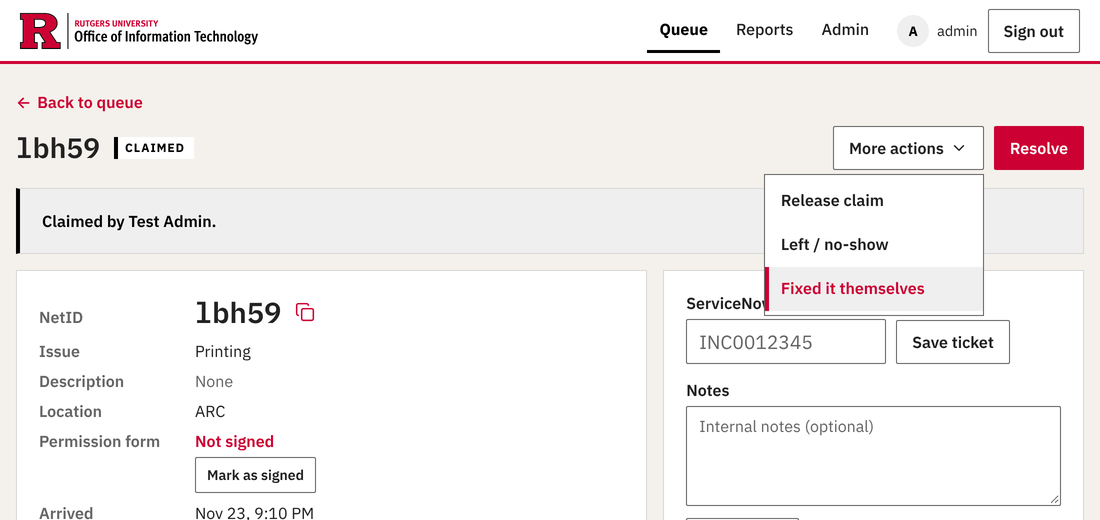 R RUTGERS UNIVERSITY
Office of Information Technology
Queue Reports Admin A admin Sign out
← Back to queue
lbh59 CLAIMED
More actions Resolve
Release claim
Claimed by Test Admin.
Left / no-show
Fixed it themselves
NetID lbh59
Issue Printing
Description None
Location ARC
Permission form Not signed
Mark as signed
Arrived Nov 23, 9:10 PM
INC0012345 Save ticket
Notes
Internal notes (optional)